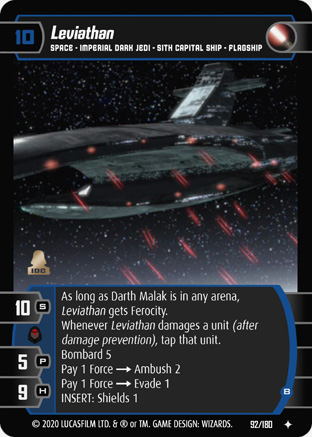 10
Leviathan
SPACE - IMPERIAL DARK JEDI - SITH CAPITAL SHIP - FLAGSHIP
IDC
10 S
5 P
9 H
As long as Darth Malak is in any arena,
Leviathan gets Ferocity.
Whenever Leviathan damages a unit (after
damage prevention), tap that unit.
Bombard 5
Pay 1 Force → Ambush 2
Pay 1 Force → Evade 1
INSERT: Shields 1
B
© 2020 LUCASFILM LTD. & ® or TM. GAME DESIGN: WIZARDS.
92/180